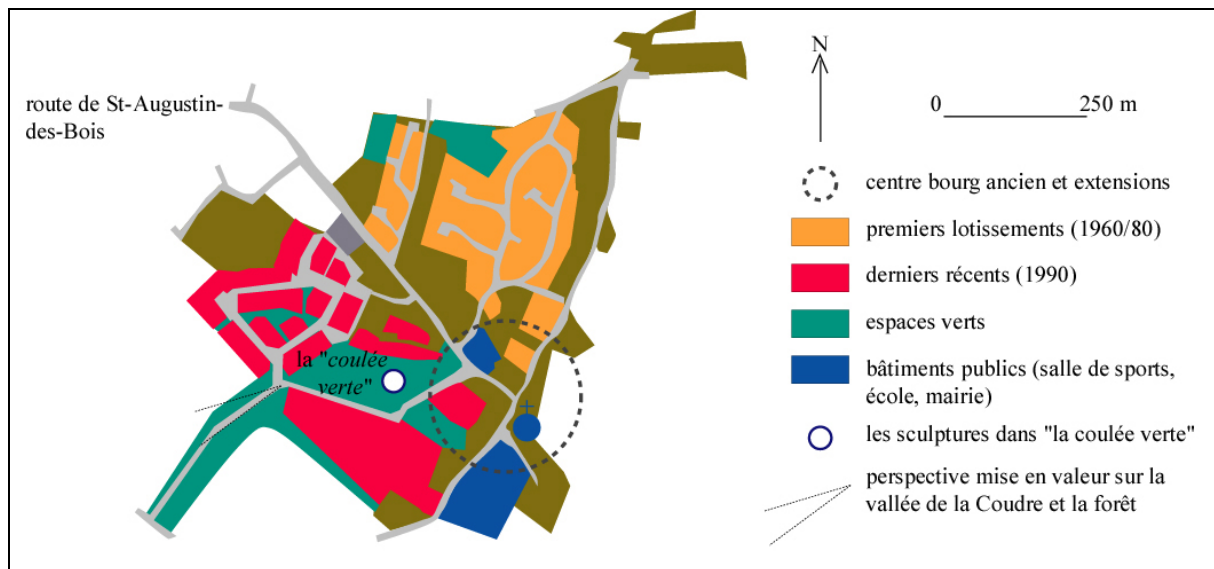 route de St-Augustin-
des-Bois
la "coulée
verte"
N
0 250 m
centre bourg ancien et extensions
premiers lotissements (1960/80)
derniers récents (1990)
espaces verts
bâtiments publics (salle de sports,
école, mairie)
les sculptures dans "la coulée verte"
perspective mise en valeur sur la
vallée de la Coudre et la forêt